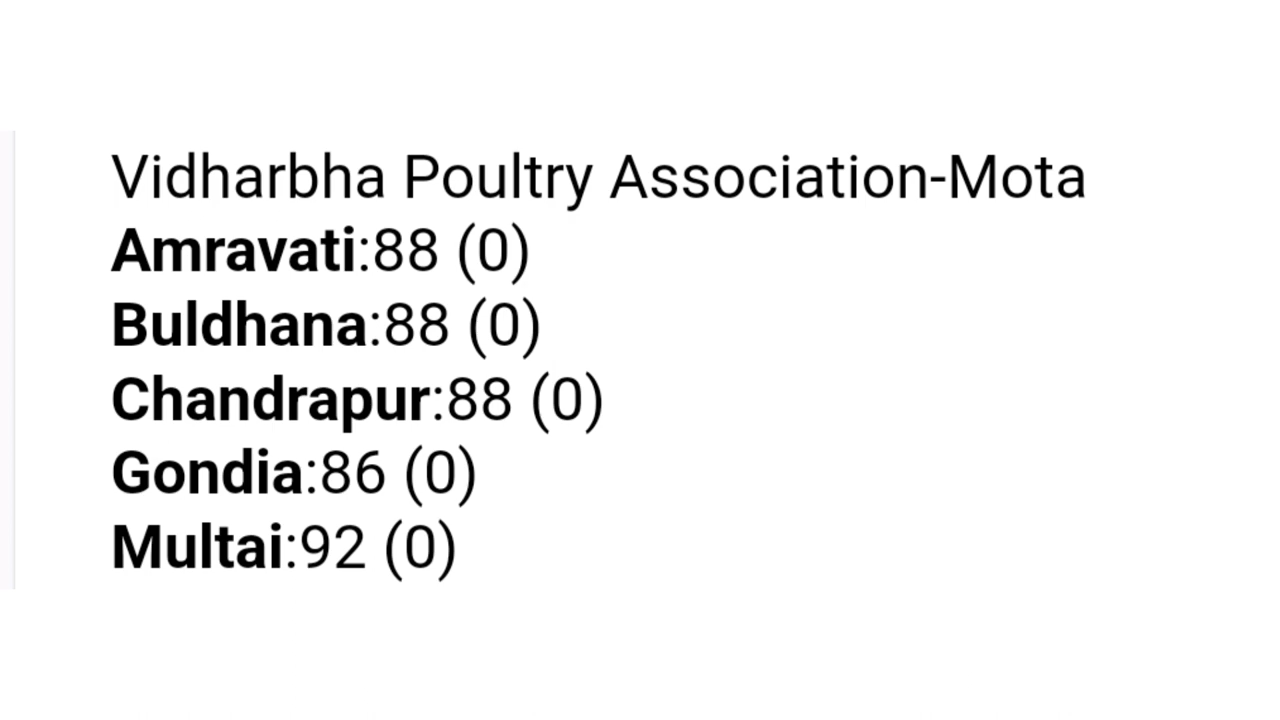 Vidharbha Poultry Association-Mota
Amravati:88 (0)
Buldhana:88 (0)
Chandrapur:88 (0)
Gondia:86 (0)
Multai:92 (0)